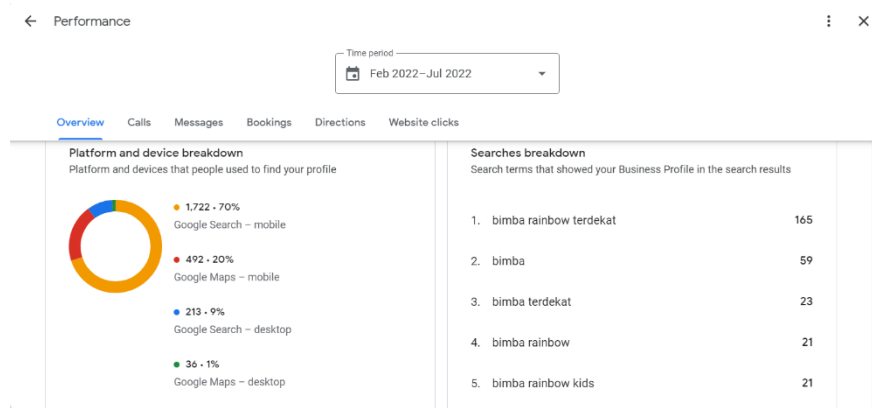 Performance
Time period
Feb 2022–Jul 2022
Overview
Calls
Messages
Bookings
Directions
Website clicks
Platform and device breakdown
Platform and devices that people used to find your profile
1,722 • 70%
Google Search – mobile
492 • 20%
Google Maps – mobile
213 • 9%
Google Search – desktop
36 • 1%
Google Maps – desktop
Searches breakdown
Search terms that showed your Business Profile in the search results
1. bimba rainbow terdekat 165
2. bimba 59
3. bimba terdekat 23
4. bimba rainbow 21
5. bimba rainbow kids 21